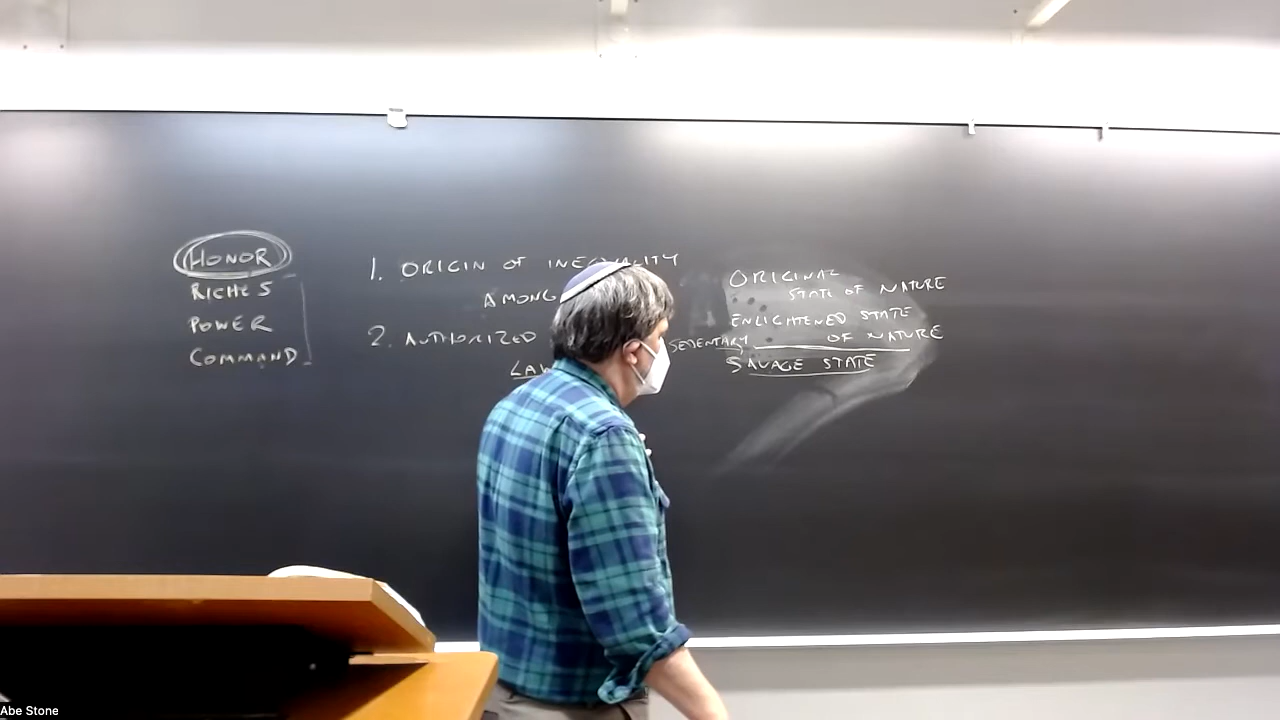 HONOR
RICHES
POWER
COMMAND
1. ORIGIN OF INEQUALITY
AMONG
2. AUTHORIZED
LAW
ORIGINAL
STATE OF NATURE
ENLIGHTENED STATE
OF NATURE
SEDENTARY
SAVAGE STATE
Abe Stone